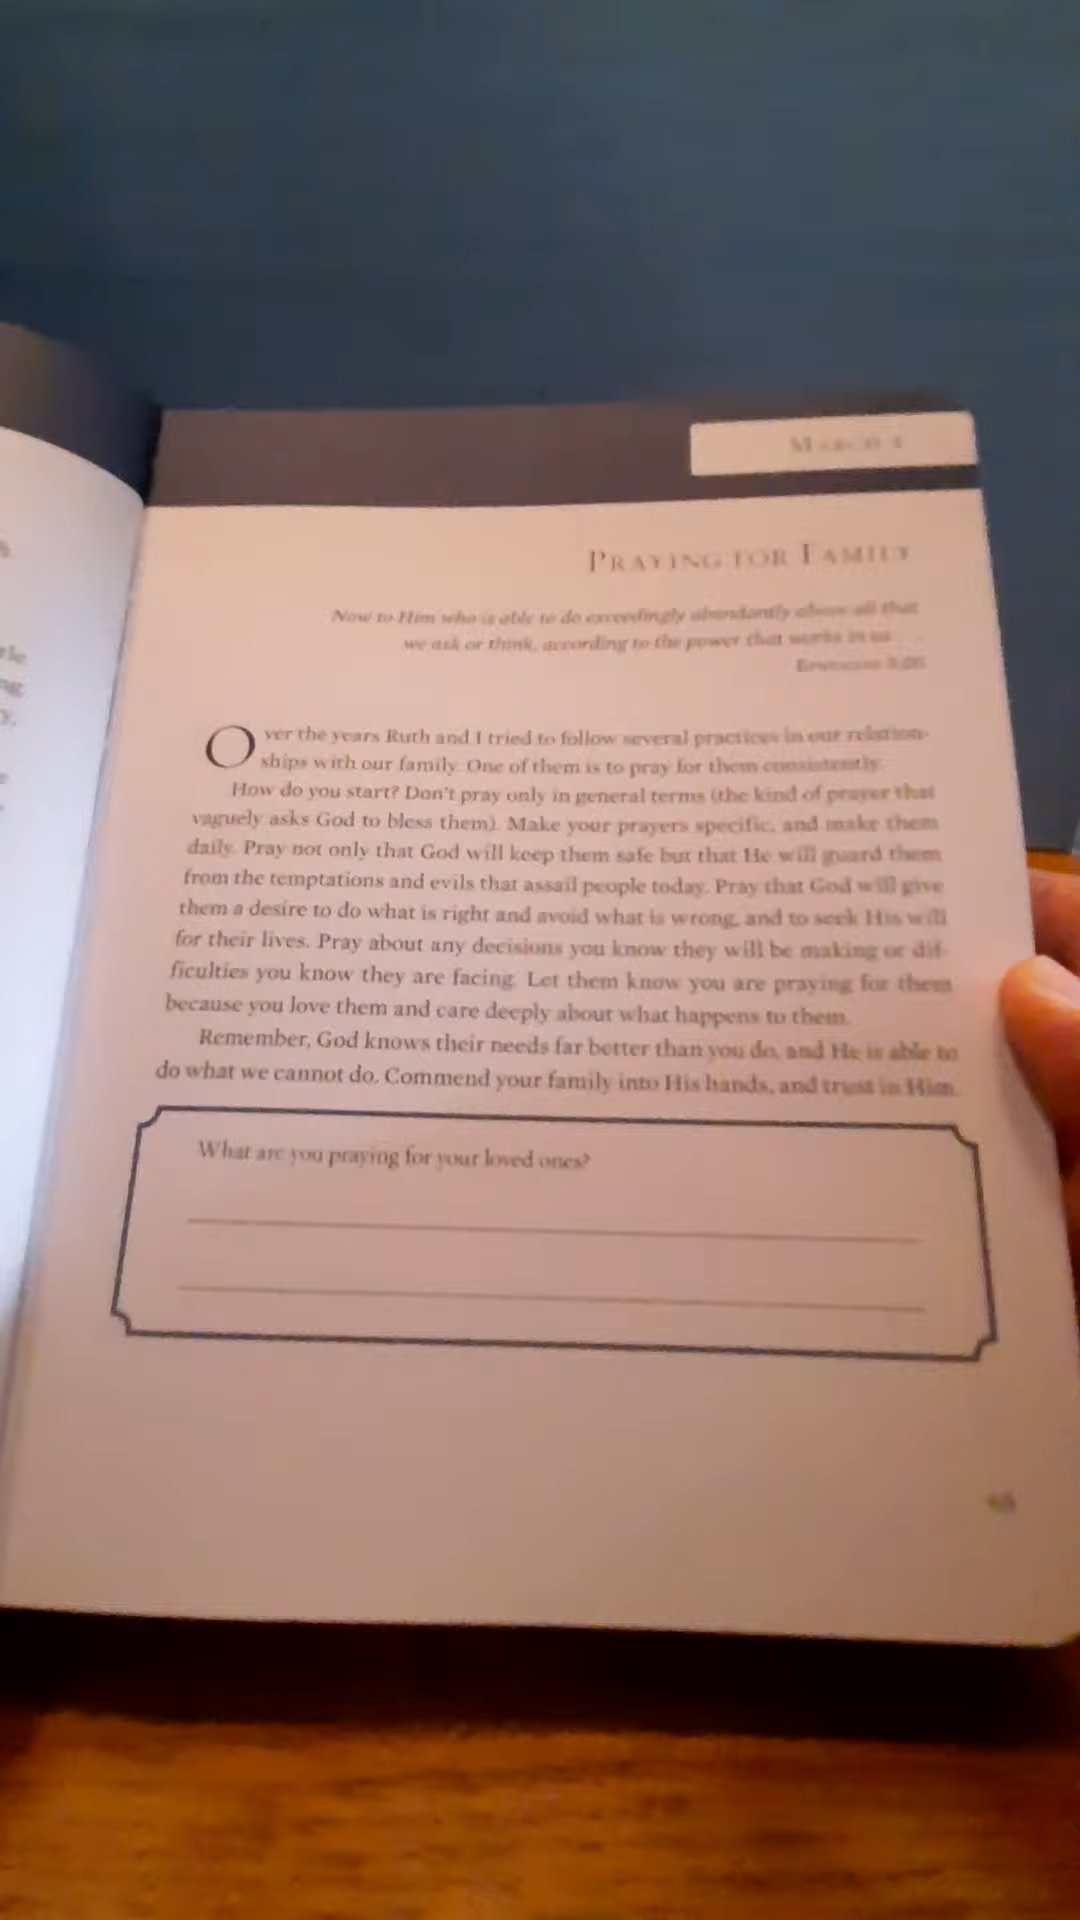 PRAYING FOR FAMILY
Now to Him who is able to do exceedingly abundantly above all that
we ask or think, according to the power that works in us
Over the years Ruth and I tried to follow several practices in our relation-
ships with our family. One of them is to pray for them consistently.
How do you start? Don't pray only in general terms (the kind of prayer that
vaguely asks God to bless them). Make your prayers specific, and make them
daily. Pray not only that God will keep them safe but that He will guard them
from the temptations and evils that assail people today. Pray that God will give
them a desire to do what is right and avoid what is wrong, and to seek His will
for their lives. Pray about any decisions you know they will be making or dif-
ficulties you know they are facing. Let them know you are praying for them
because you love them and care deeply about what happens to them.
Remember, God knows their needs far better than you do, and He is able to
do what we cannot do. Commend your family into His hands, and trust in Him.
What are you praying for your loved ones?